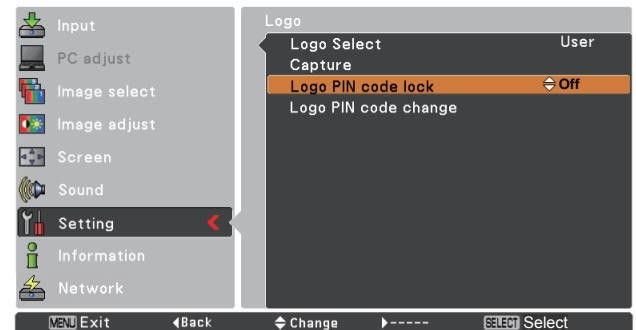 Input
PC adjust
Image select
Image adjust
Screen
Sound
Setting
Information
Network
Logo
Logo Select User
Capture
Logo PIN code lock Off
Logo PIN code change
MENU Exit Back Change ----- SELECT Select